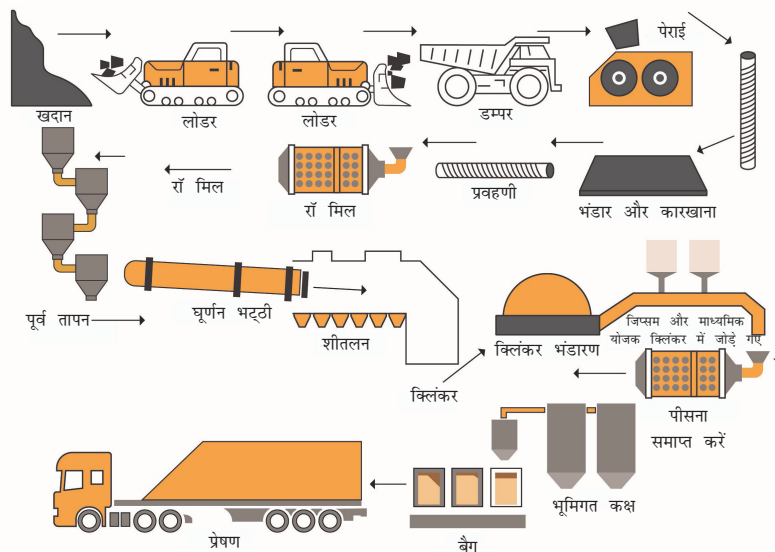 खदान
लोडर
लोडर
डम्पर
पेराई
रॉ मिल
रॉ मिल
प्रवहणी
भंडार और कारखाना
पूर्व तापन
घूर्णन भट्ठी
शीतलन
क्लिंकर
क्लिंकर भंडारण
जिप्सम और माध्यमिक
योजक क्लिंकर में जोड़े गए
पीसना
समाप्त करें
भूमिगत कक्ष
बैग
प्रेषण